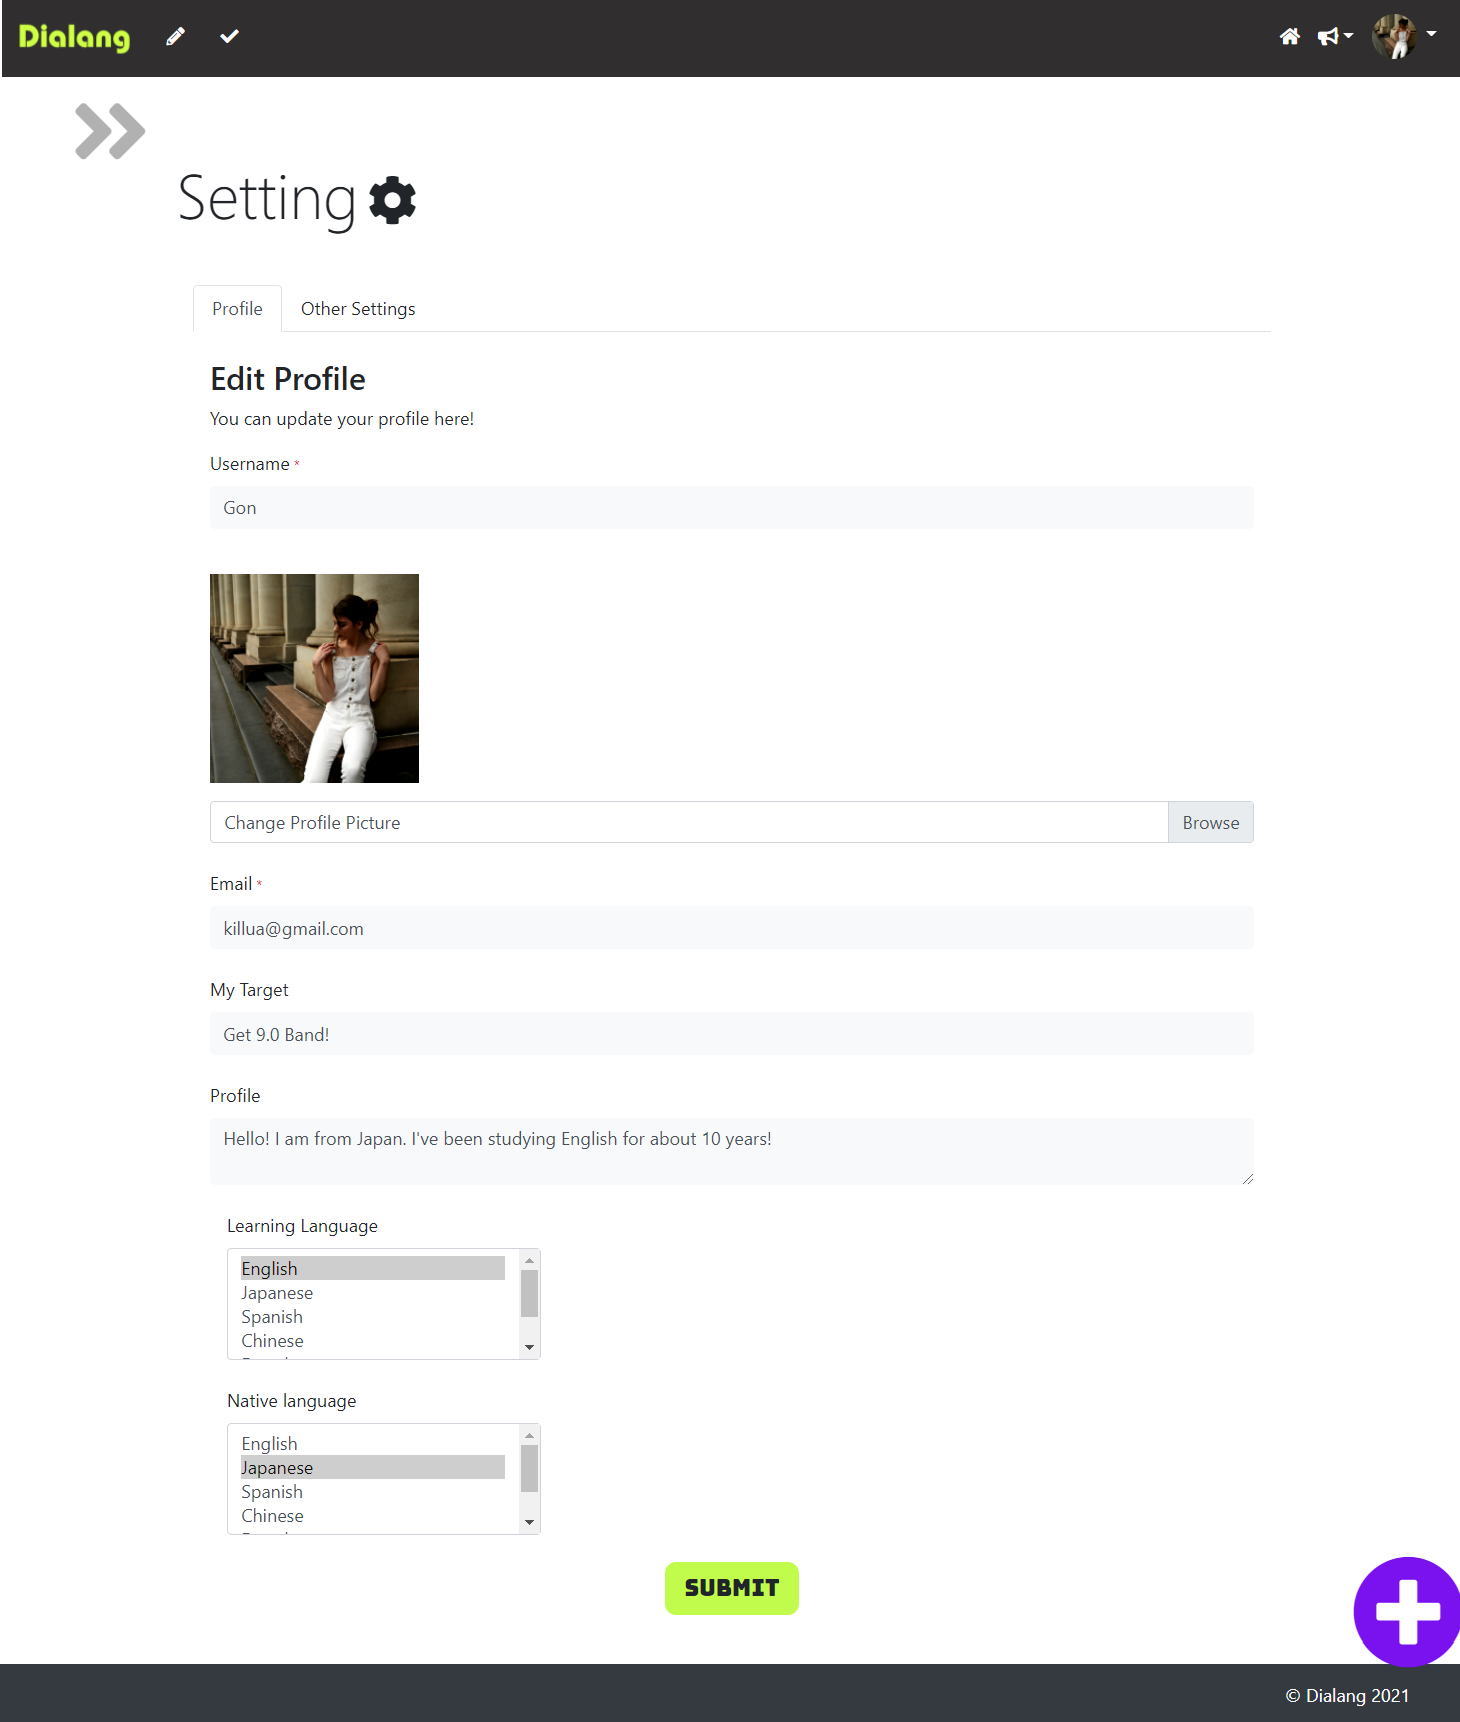 Dialang
Setting
Profile
Other Settings
Edit Profile
You can update your profile here!
Username *
Gon
Change Profile Picture
Browse
Email *
killua@gmail.com
My Target
Get 9.0 Band!
Profile
Hello! I am from Japan. I've been studying English for about 10 years!
Learning Language
English
Japanese
Spanish
Chinese
Native language
English
Japanese
Spanish
Chinese
SUBMIT
© Dialang 2021